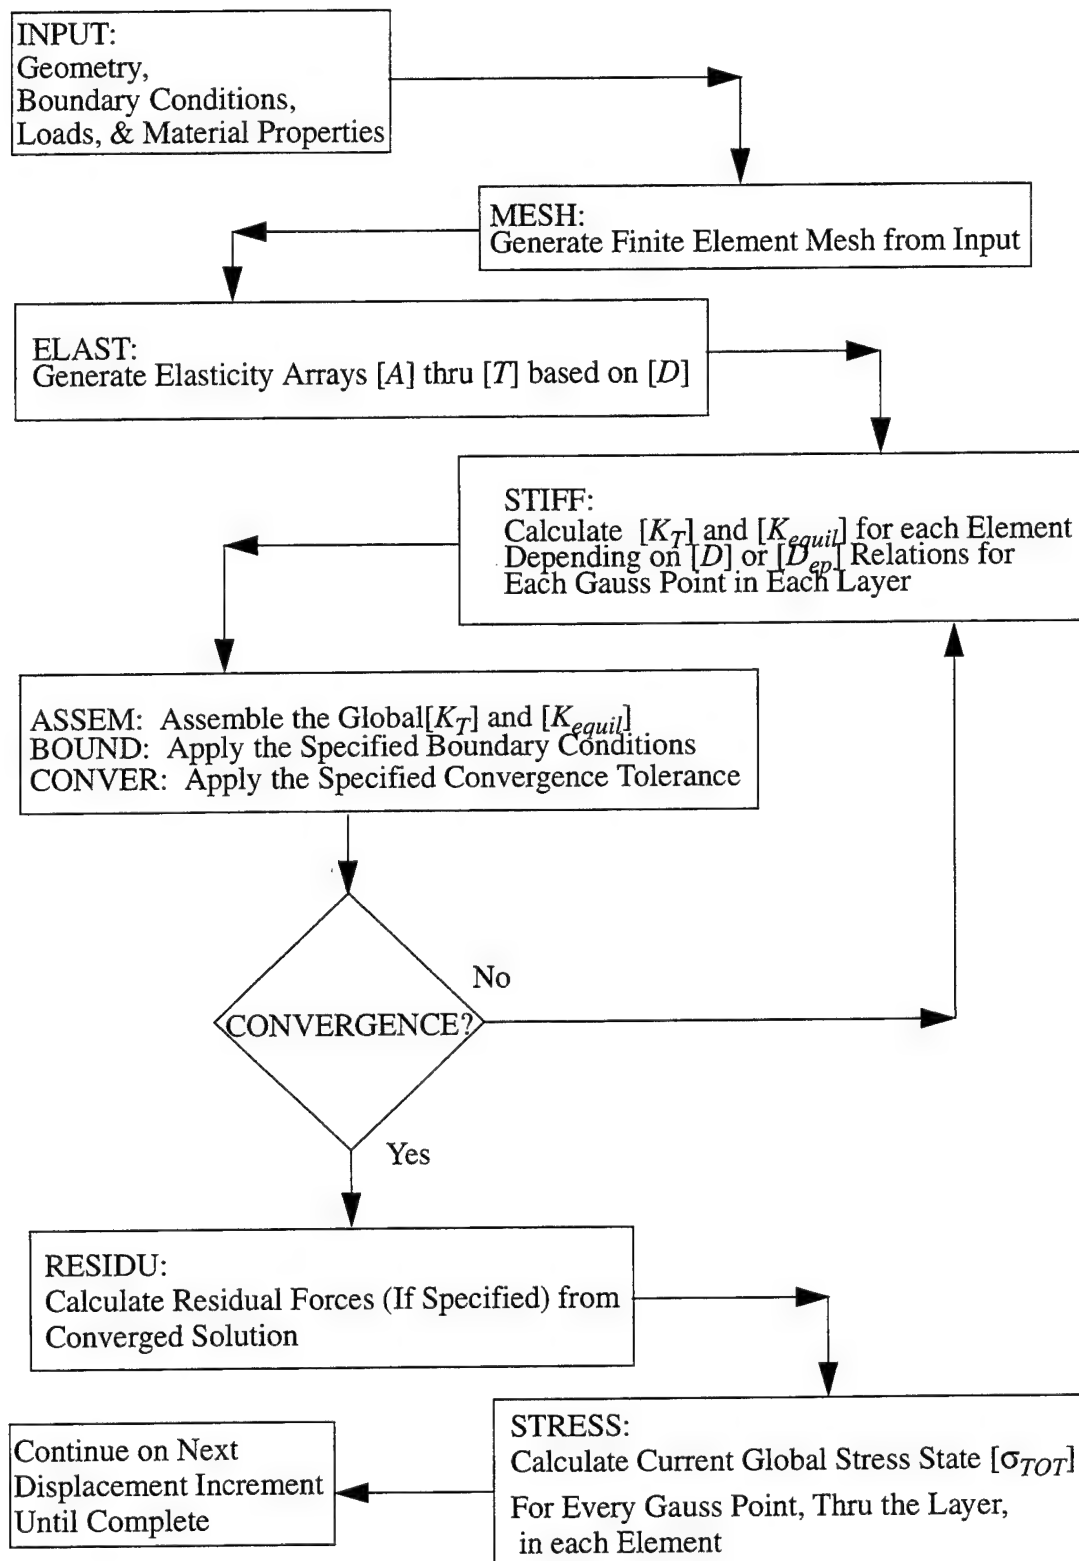 INPUT:
Geometry,
Boundary Conditions,
Loads, & Material Properties
MESH:
Generate Finite Element Mesh from Input
ELAST:
Generate Elasticity Arrays [A] thru [T] based on [D]
STIFF:
Calculate [K_T] and [K_equil] for each Element
Depending on [D] or [D_ep] Relations for
Each Gauss Point in Each Layer
ASSEM: Assemble the Global[K_T] and [K_equil]
BOUND: Apply the Specified Boundary Conditions
CONVER: Apply the Specified Convergence Tolerance
No
CONVERGENCE?
Yes
RESIDU:
Calculate Residual Forces (If Specified) from
Converged Solution
STRESS:
Calculate Current Global Stress State [σ_TOT]
For Every Gauss Point, Thru the Layer,
in each Element
Continue on Next
Displacement Increment
Until Complete